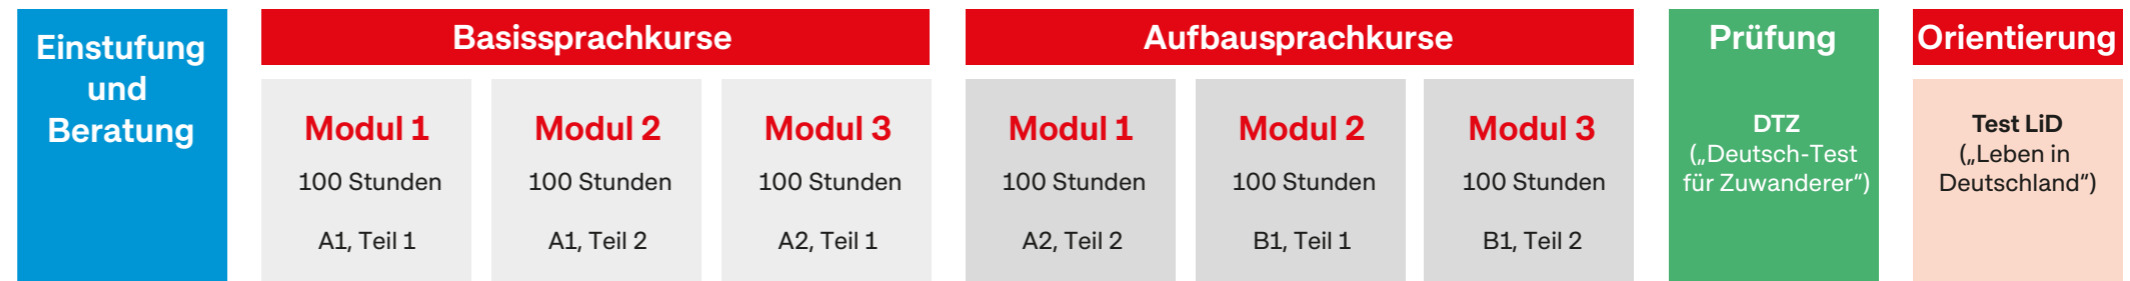 Einstufung
und
Beratung
Basissprachkurse
Modul 1
100 Stunden
A1, Teil 1
Modul 2
100 Stunden
A1, Teil 2
Modul 3
100 Stunden
A2, Teil 1
Aufbausprachkurse
Modul 1
100 Stunden
A2, Teil 2
Modul 2
100 Stunden
B1, Teil 1
Modul 3
100 Stunden
B1, Teil 2
Prüfung
DTZ
(„Deutsch-Test
für Zuwanderer“)
Orientierung
Test LiD
(„Leben in
Deutschland“)